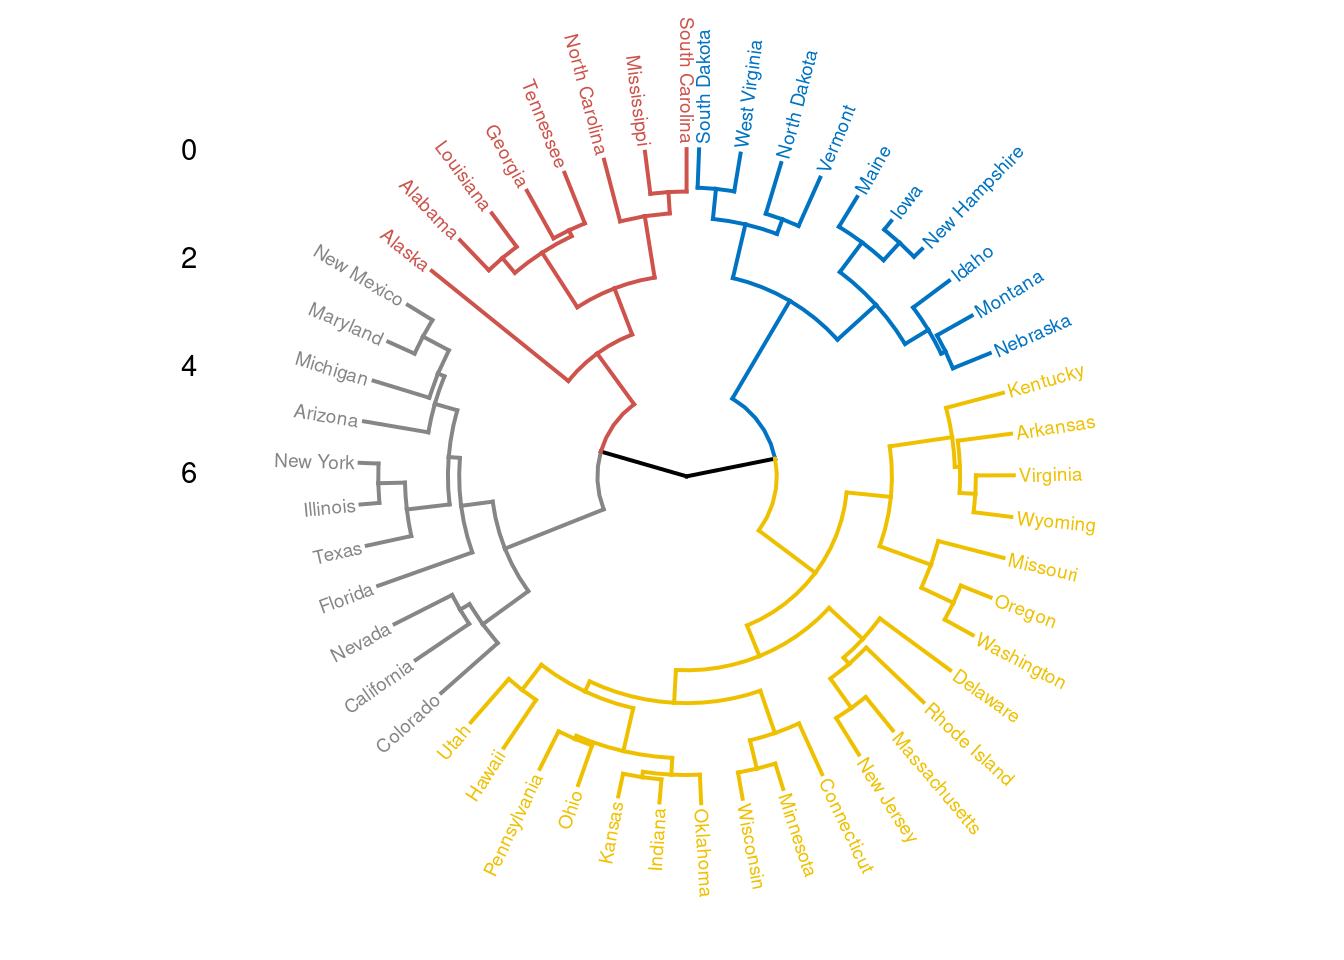 0
2
4
6
South Carolina
South Dakota
West Virginia
North Dakota
Vermont
Maine
Iowa
New Hampshire
Idaho
Montana
Nebraska
Kentucky
Arkansas
Virginia
Wyoming
Missouri
Oregon
Washington
Delaware
Rhode Island
Massachusetts
New Jersey
Connecticut
Minnesota
Wisconsin
Oklahoma
Indiana
Kansas
Ohio
Pennsylvania
Hawaii
Utah
Colorado
California
Nevada
Florida
Texas
Illinois
New York
Arizona
Michigan
Maryland
New Mexico
Alaska
Alabama
Louisiana
Georgia
Tennessee
North Carolina
Mississippi